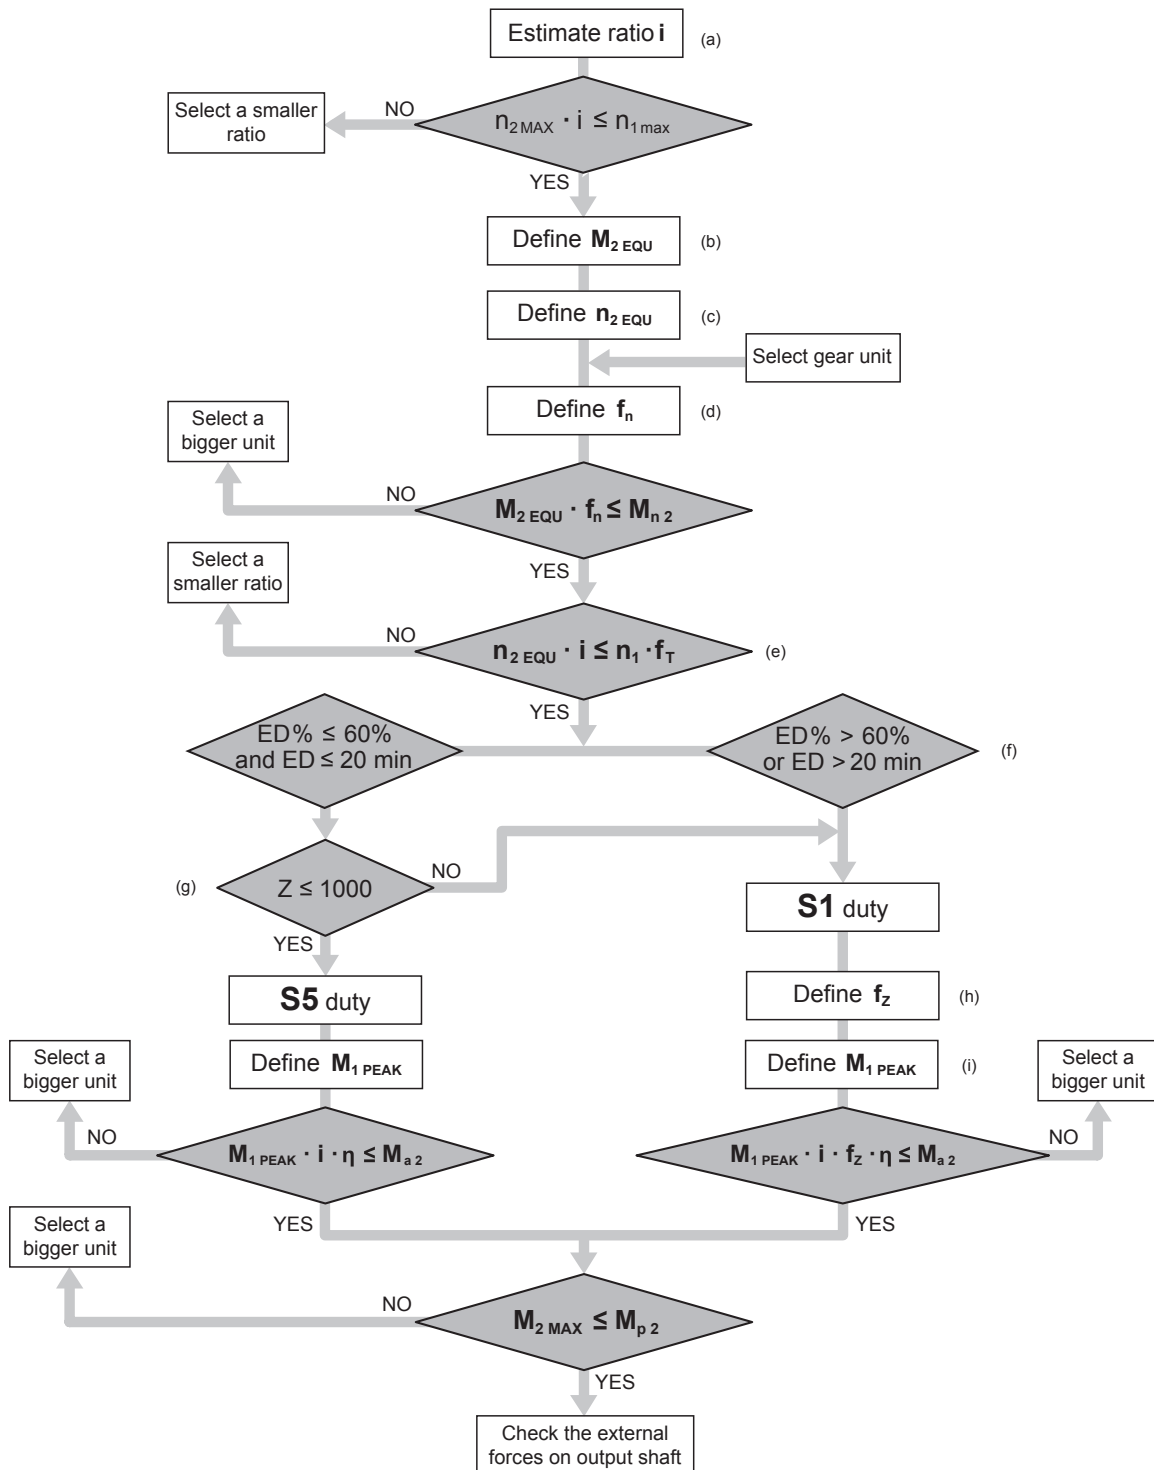 Estimate ratio i
(a)
Select a smaller
ratio
NO
n2 MAX · i ≤ n1 max
YES
Define M2 EQU
(b)
Define n2 EQU
(c)
Select gear unit
Define fn
(d)
Select a
bigger unit
NO
M2 EQU · fn ≤ Mn 2
YES
Select a
smaller ratio
NO
n2 EQU · i ≤ n1 · fT
(e)
YES
ED% ≤ 60%
and ED ≤ 20 min
ED% > 60%
or ED > 20 min
(f)
(g)
Z ≤ 1000
NO
YES
S1 duty
S5 duty
Define fZ
(h)
Define M1 PEAK
Define M1 PEAK
(i)
Select a
bigger unit
Select a
bigger unit
NO
M1 PEAK · i · η ≤ Ma 2
M1 PEAK · i · fZ · η ≤ Ma 2
NO
YES
YES
Select a
bigger unit
NO
M2 MAX ≤ Mp 2
YES
Check the external
forces on output shaft